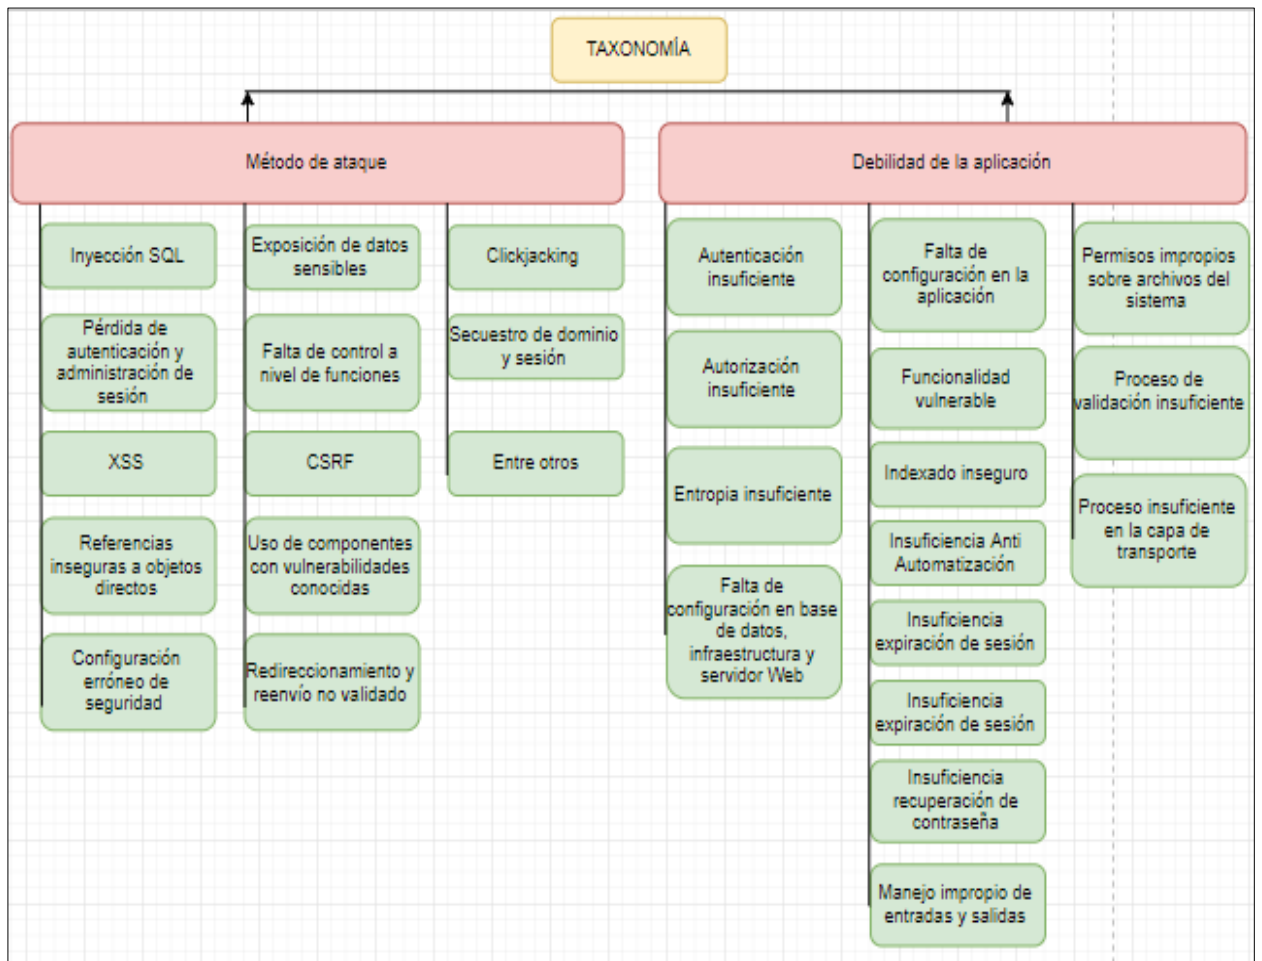 TAXONOMÍA
Método de ataque
Inyección SQL
Pérdida de
autenticación y
administración de
sesión
XSS
Referencias
inseguras a objetos
directos
Configuración
erróneo de
seguridad
Exposición de datos
sensibles
Falta de control a
nivel de funciones
CSRF
Uso de componentes
con vulnerabilidades
conocidas
Redireccionamiento y
reenvío no validado
Clickjacking
Secuestro de dominio
y sesión
Entre otros
Debilidad de la aplicación
Autenticación
insuficiente
Autorización
insuficiente
Entropia insuficiente
Falta de
configuración en base
de datos,
infraestructura y
servidor Web
Falta de
configuración en la
aplicación
Funcionalidad
vulnerable
Indexado inseguro
Insuficiencia Anti
Automatización
Insuficiencia
expiración de sesión
Insuficiencia
expiración de sesión
Insuficiencia
recuperación de
contraseña
Manejo impropio de
entradas y salidas
Permisos impropios
sobre archivos del
sistema
Proceso de
validación insuficiente
Proceso insuficiente
en la capa de
transporte